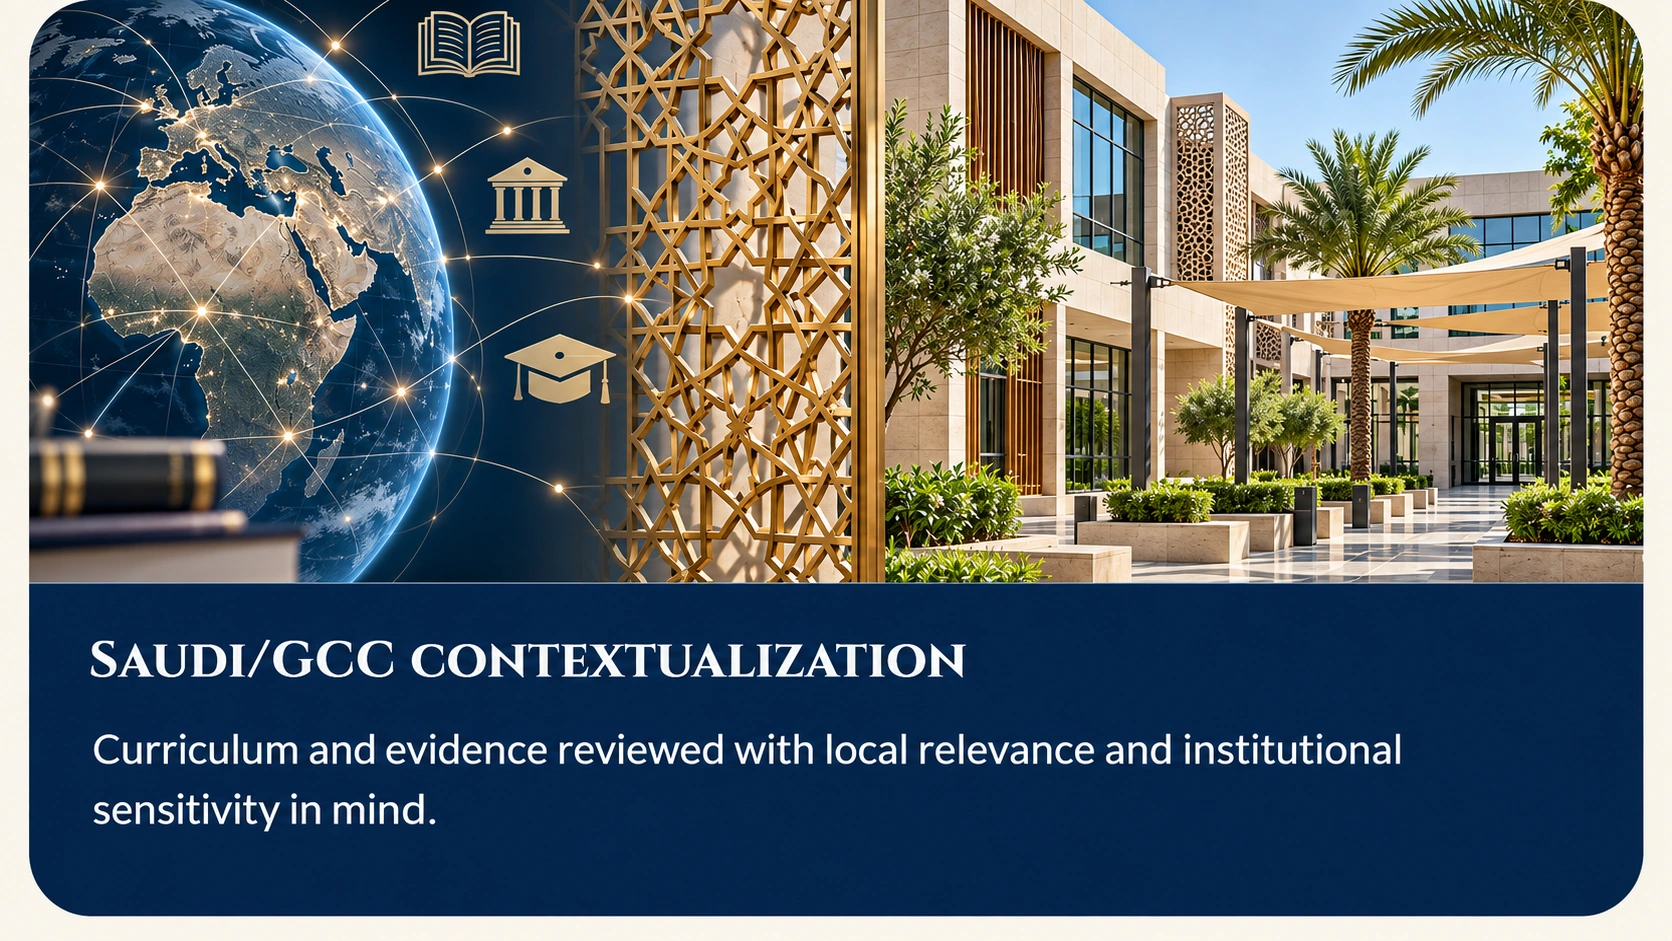 Saudi/GCC contextualization
Curriculum and evidence reviewed with local relevance and institutional
sensitivity in mind.